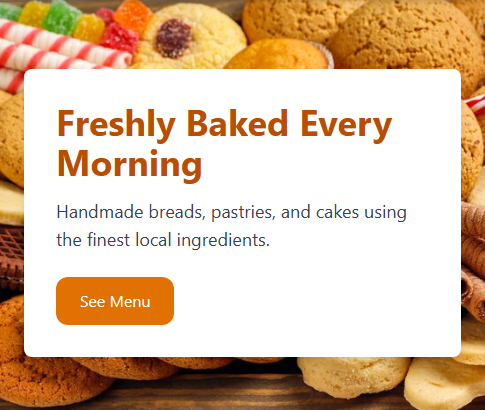 Freshly Baked Every
Morning
Handmade breads, pastries, and cakes using
the finest local ingredients.
See Menu